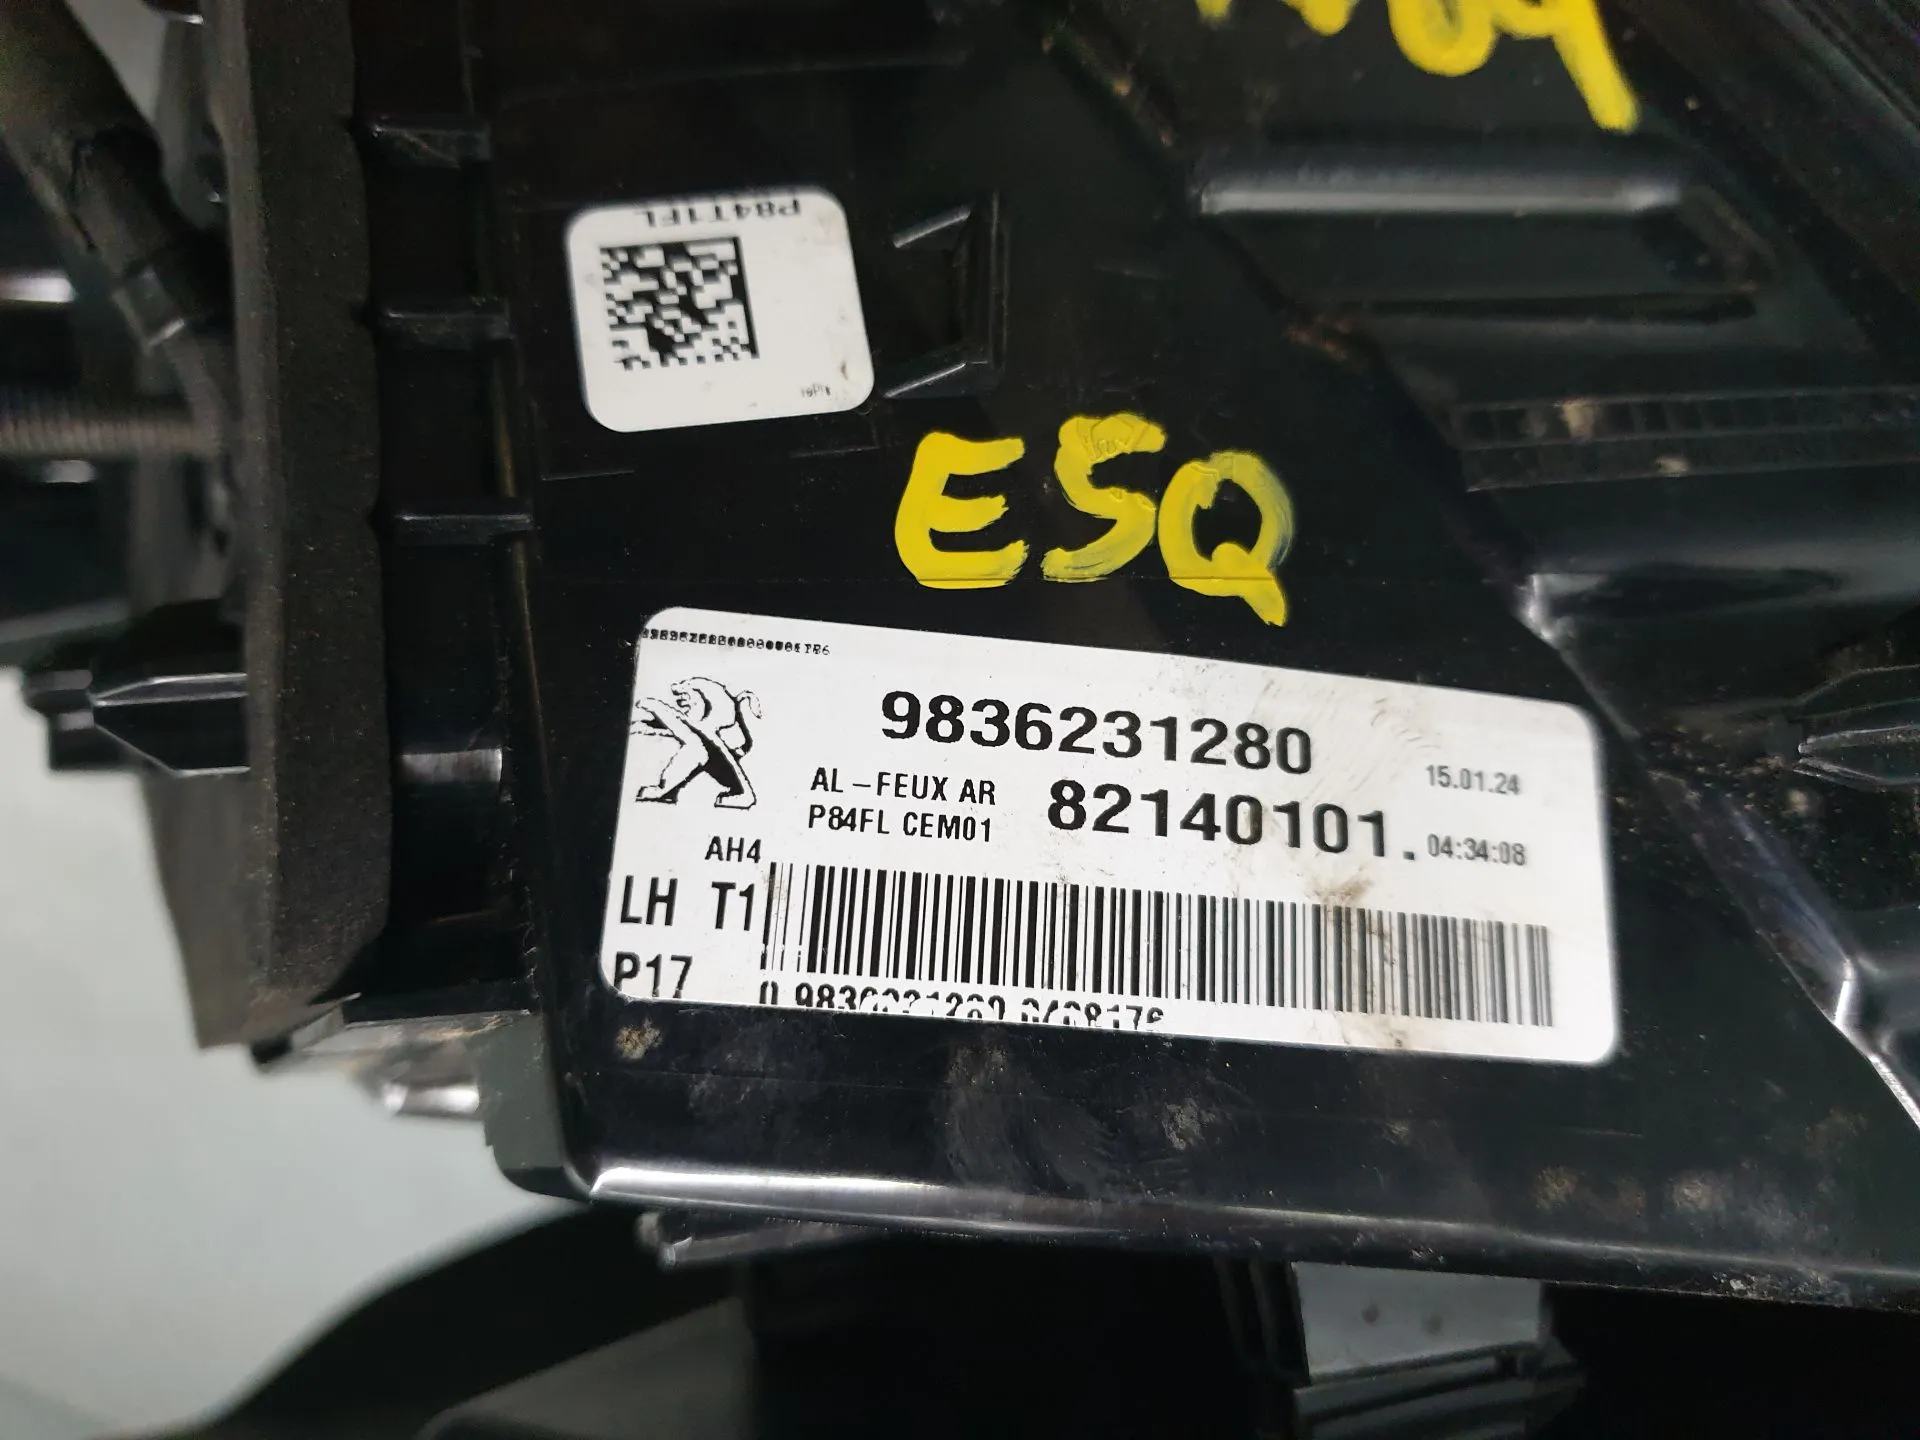 P84T1FL
ESQ
9836231280
AL-FEUX AR
P84FL CEM01
82140101.
15.01.24
04:34:08
AH4
LH T1
P17